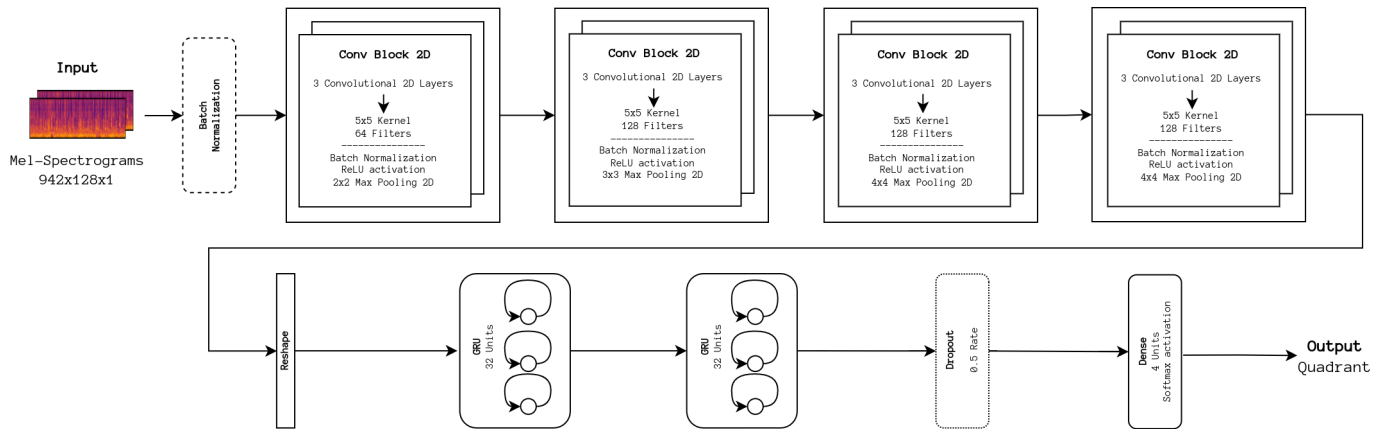 Input
Mel-Spectrograms
942x128x1
Batch
Normalization
Conv Block 2D
3 Convolutional 2D Layers
5x5 Kernel
64 Filters
---------------
Batch Normalization
ReLU activation
2x2 Max Pooling 2D
Conv Block 2D
3 Convolutional 2D Layers
5x5 Kernel
128 Filters
---------------
Batch Normalization
ReLU activation
3x3 Max Pooling 2D
Conv Block 2D
3 Convolutional 2D Layers
5x5 Kernel
128 Filters
---------------
Batch Normalization
ReLU activation
4x4 Max Pooling 2D
Conv Block 2D
3 Convolutional 2D Layers
5x5 Kernel
128 Filters
---------------
Batch Normalization
ReLU activation
4x4 Max Pooling 2D
Reshape
GRU
32 Units
GRU
32 Units
Dropout
0.5 Rate
Dense
4 Units
Softmax activation
Output
Quadrant